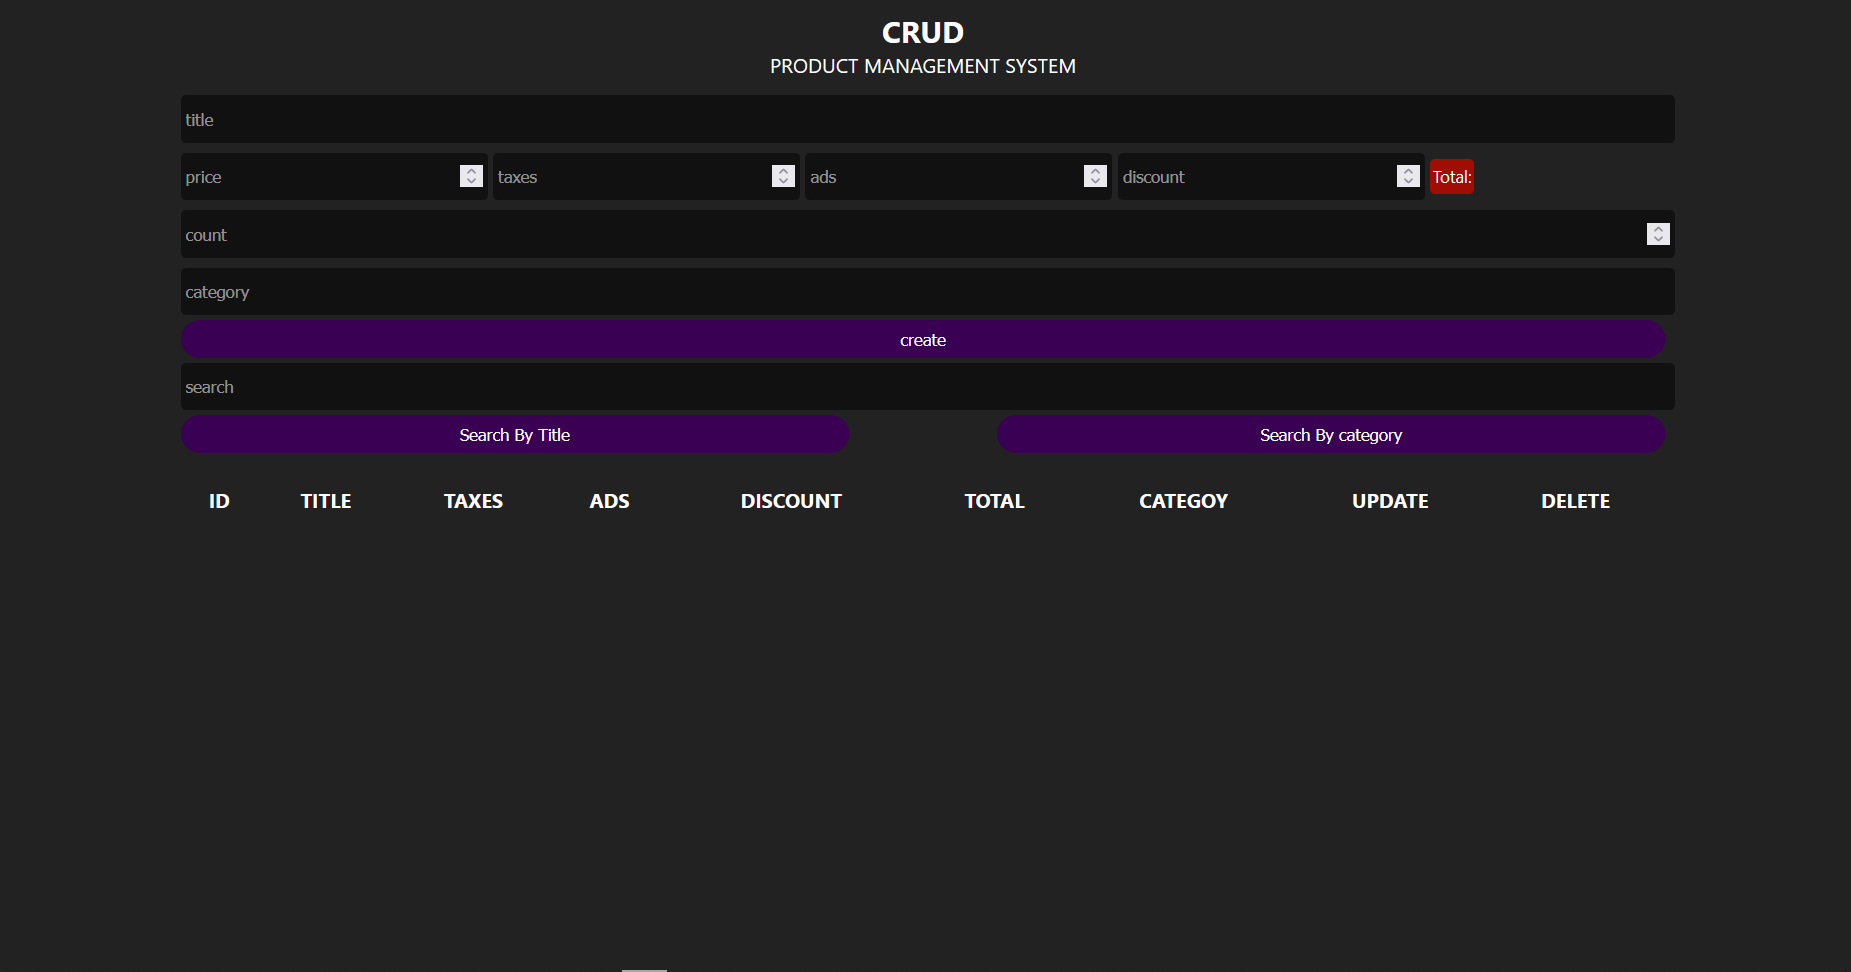 CRUD
PRODUCT MANAGEMENT SYSTEM
title
price taxes ads discount Total:
count
category
create
search
Search By Title Search By category
ID TITLE TAXES ADS DISCOUNT TOTAL CATEGOY UPDATE DELETE